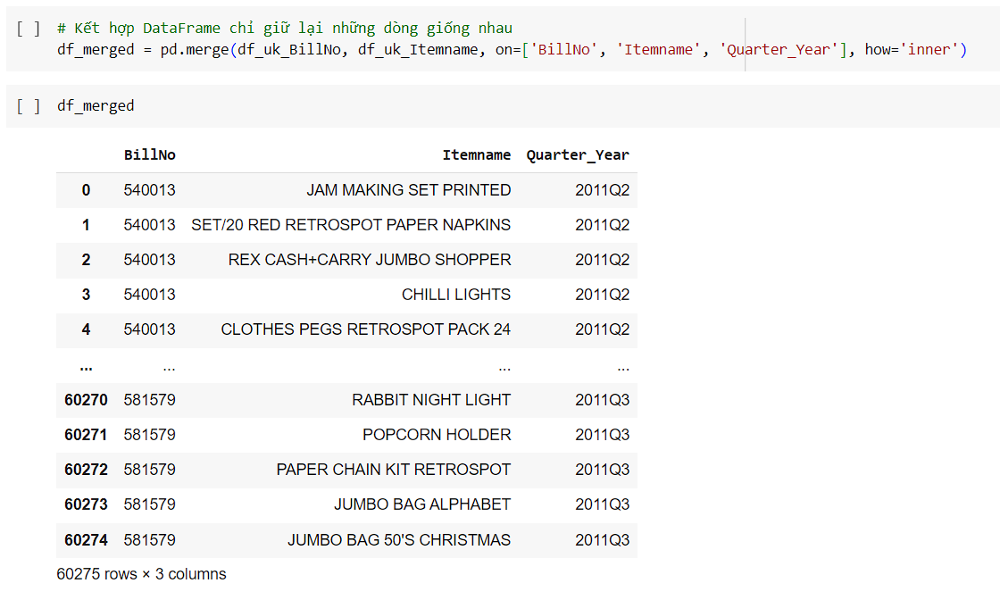 [ ] # Kết hợp DataFrame chỉ giữ lại những dòng giống nhau
df_merged = pd.merge(df_uk_BillNo, df_uk_Itemname, on=['BillNo', 'Itemname', 'Quarter_Year'], how='inner')
[ ] df_merged
BillNo Itemname Quarter_Year
0 540013 JAM MAKING SET PRINTED 2011Q2
1 540013 SET/20 RED RETROSPOT PAPER NAPKINS 2011Q2
2 540013 REX CASH+CARRY JUMBO SHOPPER 2011Q2
3 540013 CHILLI LIGHTS 2011Q2
4 540013 CLOTHES PEGS RETROSPOT PACK 24 2011Q2
... ... ... ...
60270 581579 RABBIT NIGHT LIGHT 2011Q3
60271 581579 POPCORN HOLDER 2011Q3
60272 581579 PAPER CHAIN KIT RETROSPOT 2011Q3
60273 581579 JUMBO BAG ALPHABET 2011Q3
60274 581579 JUMBO BAG 50'S CHRISTMAS 2011Q3
60275 rows × 3 columns